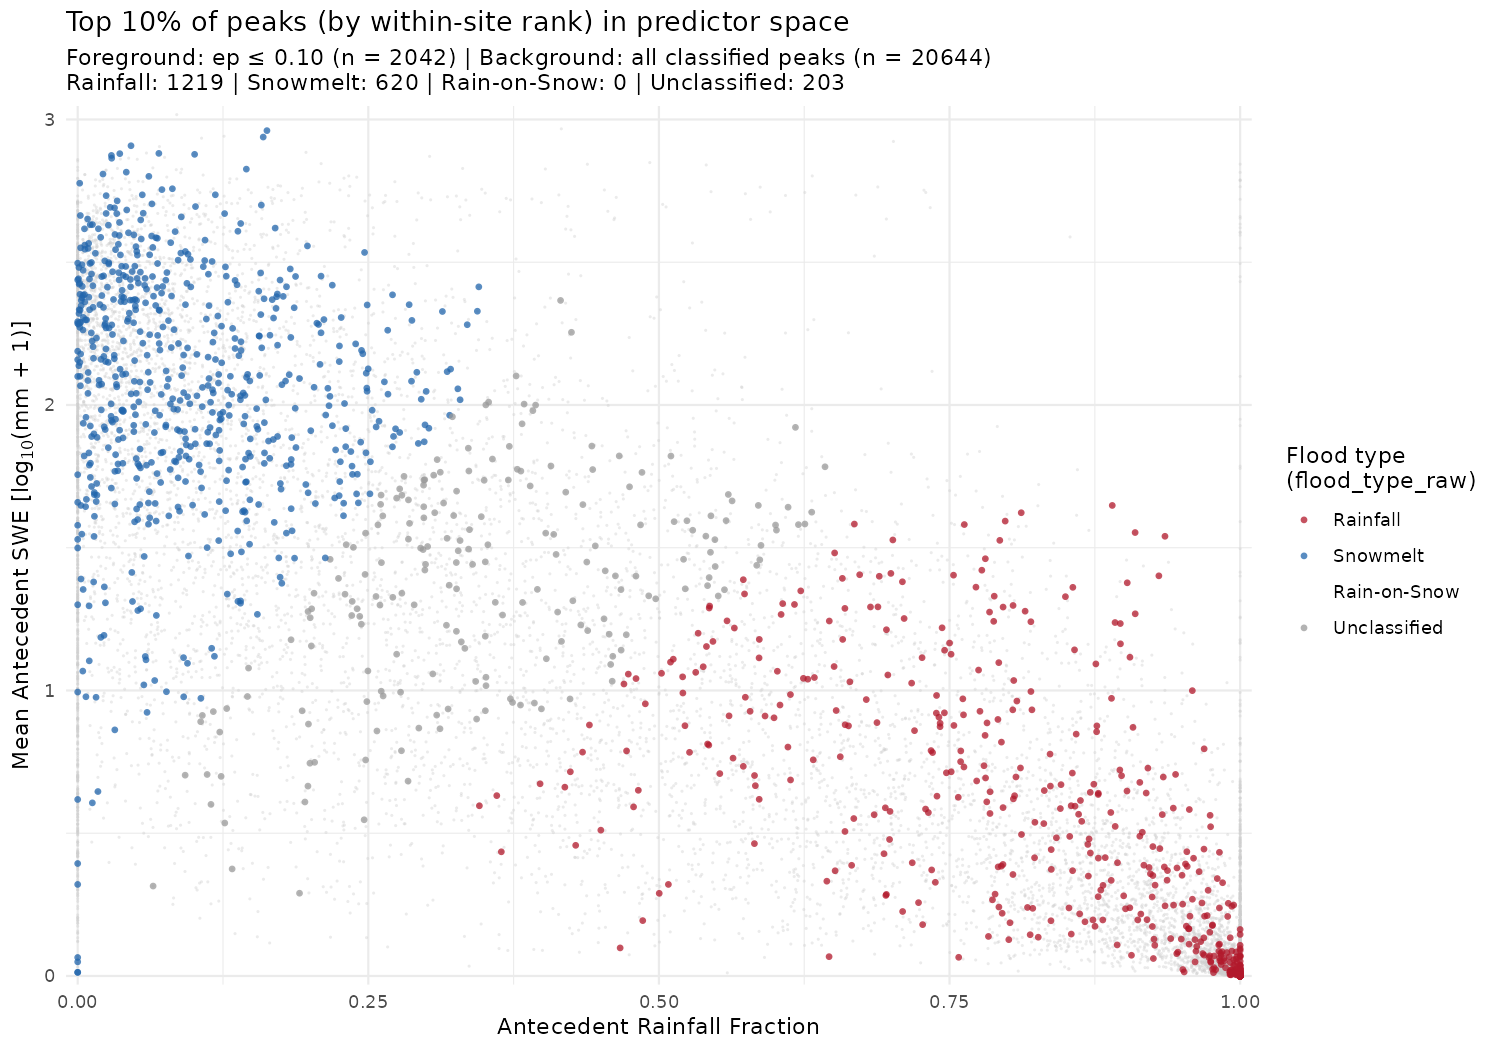 Top 10% of peaks (by within-site rank) in predictor space
Foreground: ep ≤ 0.10 (n = 2042) | Background: all classified peaks (n = 20644)
Rainfall: 1219 | Snowmelt: 620 | Rain-on-Snow: 0 | Unclassified: 203
Mean Antecedent SWE [log₁₀(mm + 1)]
3
2
1
0
0.00
0.25
0.50
0.75
1.00
Antecedent Rainfall Fraction
Flood type
(flood_type_raw)
Rainfall
Snowmelt
Rain-on-Snow
Unclassified